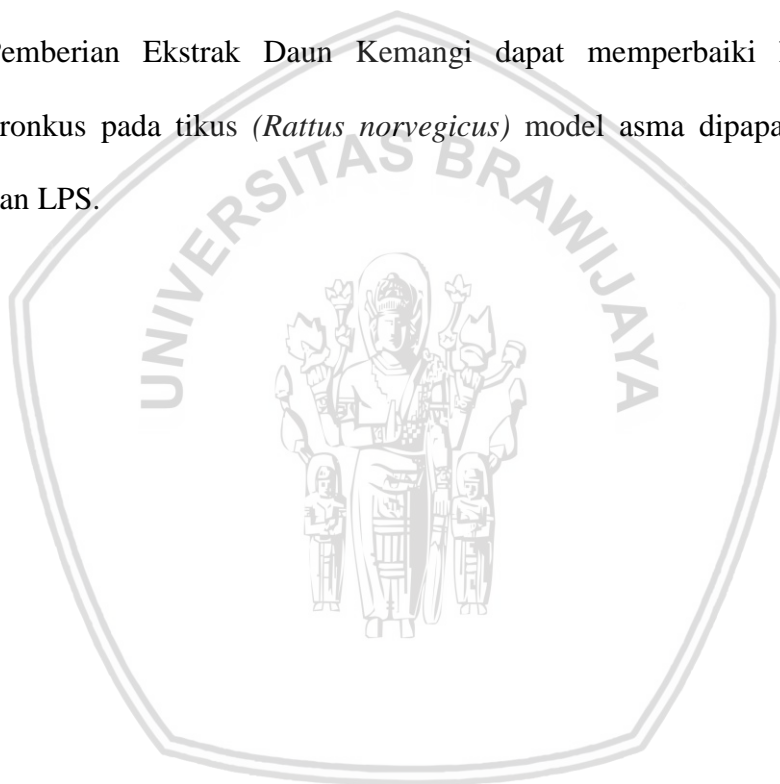 Pemberian Ekstrak Daun Kemangi dapat memperbaiki
ronkus pada tikus (Rattus norvegicus) model asma dipapa
an LPS.
UNIVERSITAS BRAWIJAYA